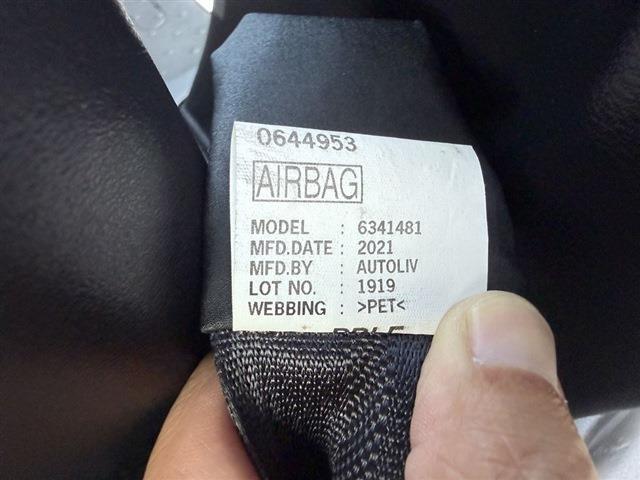 0644953
AIRBAG
MODEL : 6341481
MFD.DATE : 2021
MFD.BY : AUTOLIV
LOT NO. : 1919
WEBBING : >PET<